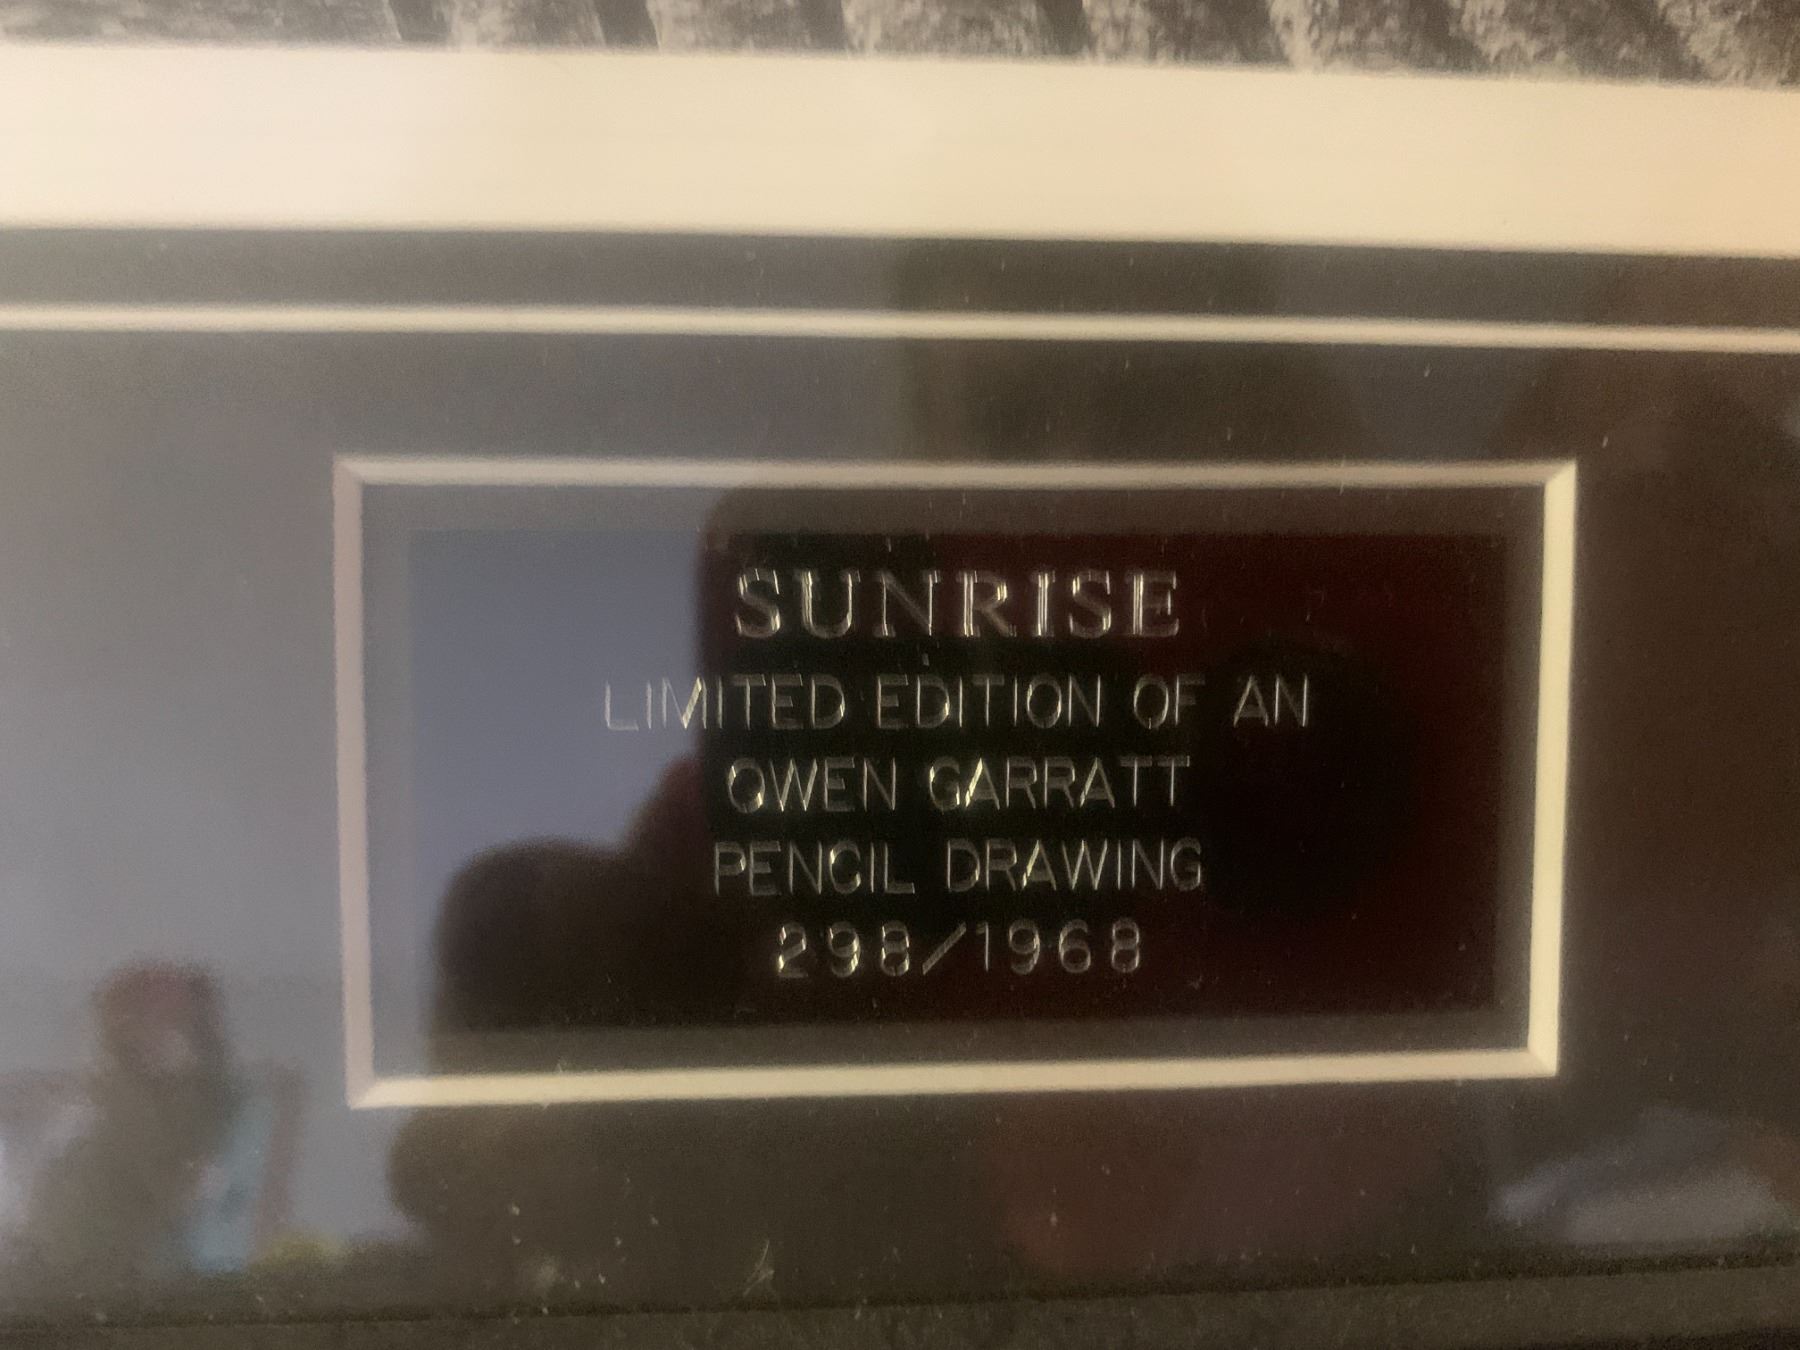 SUNRISE
LIMITED EDITION OF AN
OWEN GARRATT
PENCIL DRAWING
298/1968